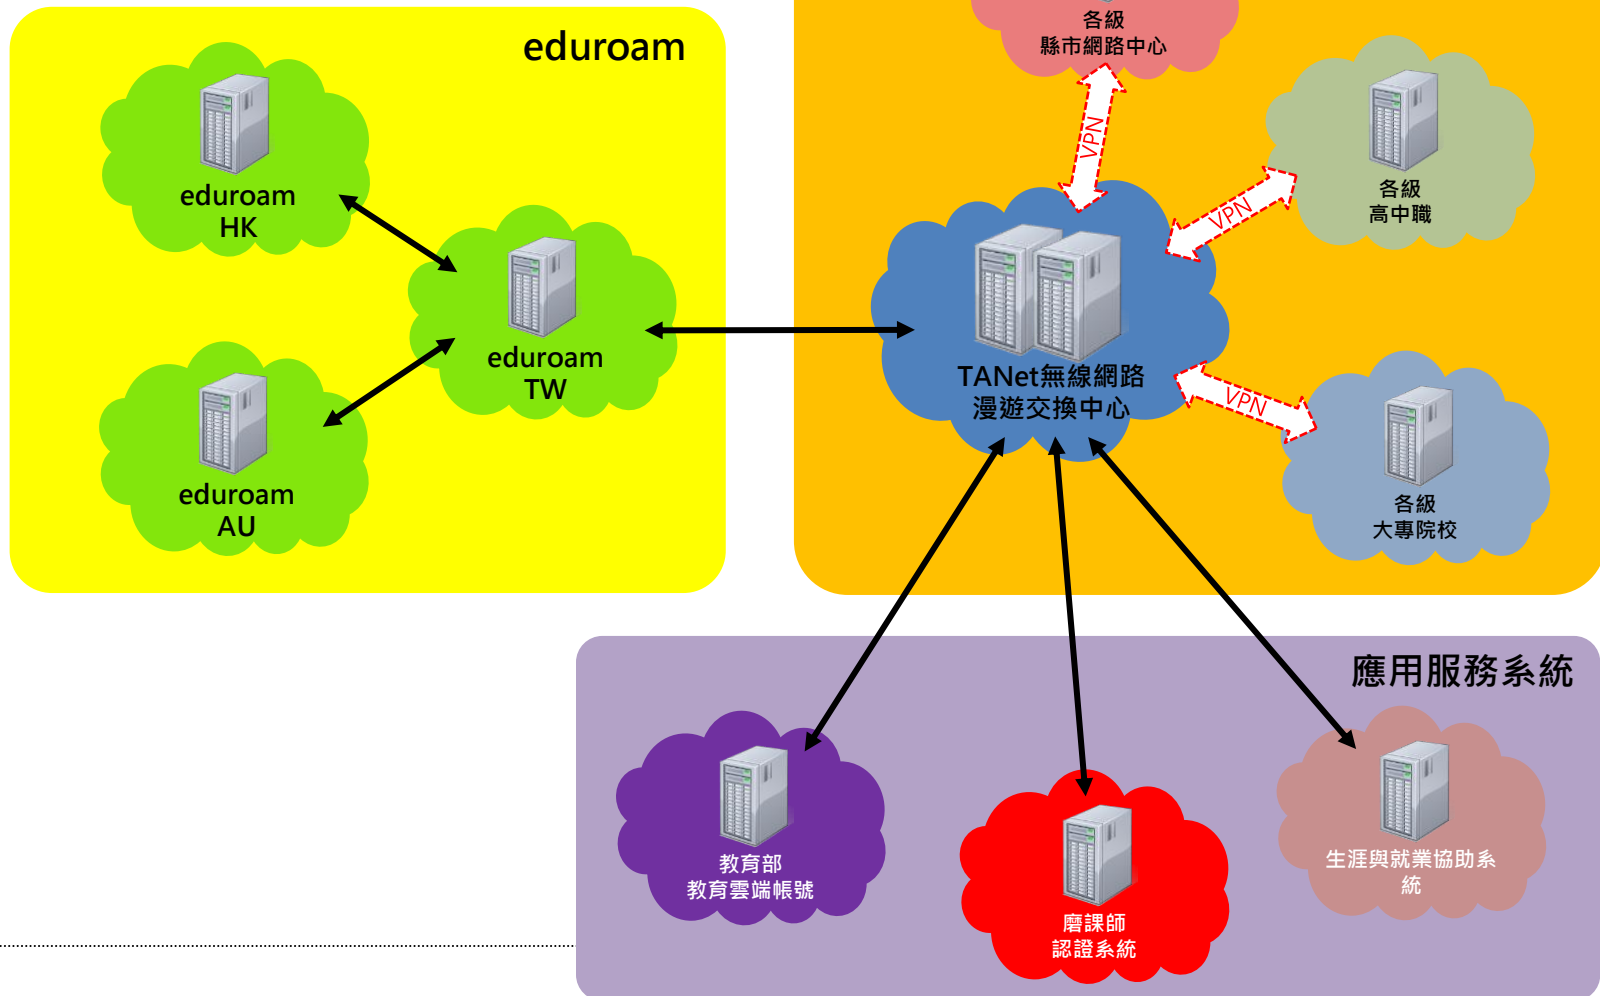 eduroam
eduroam
HK
eduroam
TW
eduroam
AU
各級
縣市網路中心
VPN
各級
高中職
VPN
TANet無線網路
漫遊交換中心
VPN
各級
大專院校
應用服務系統
教育部
教育雲端帳號
磨課師
認證系統
生涯與就業協助系
統